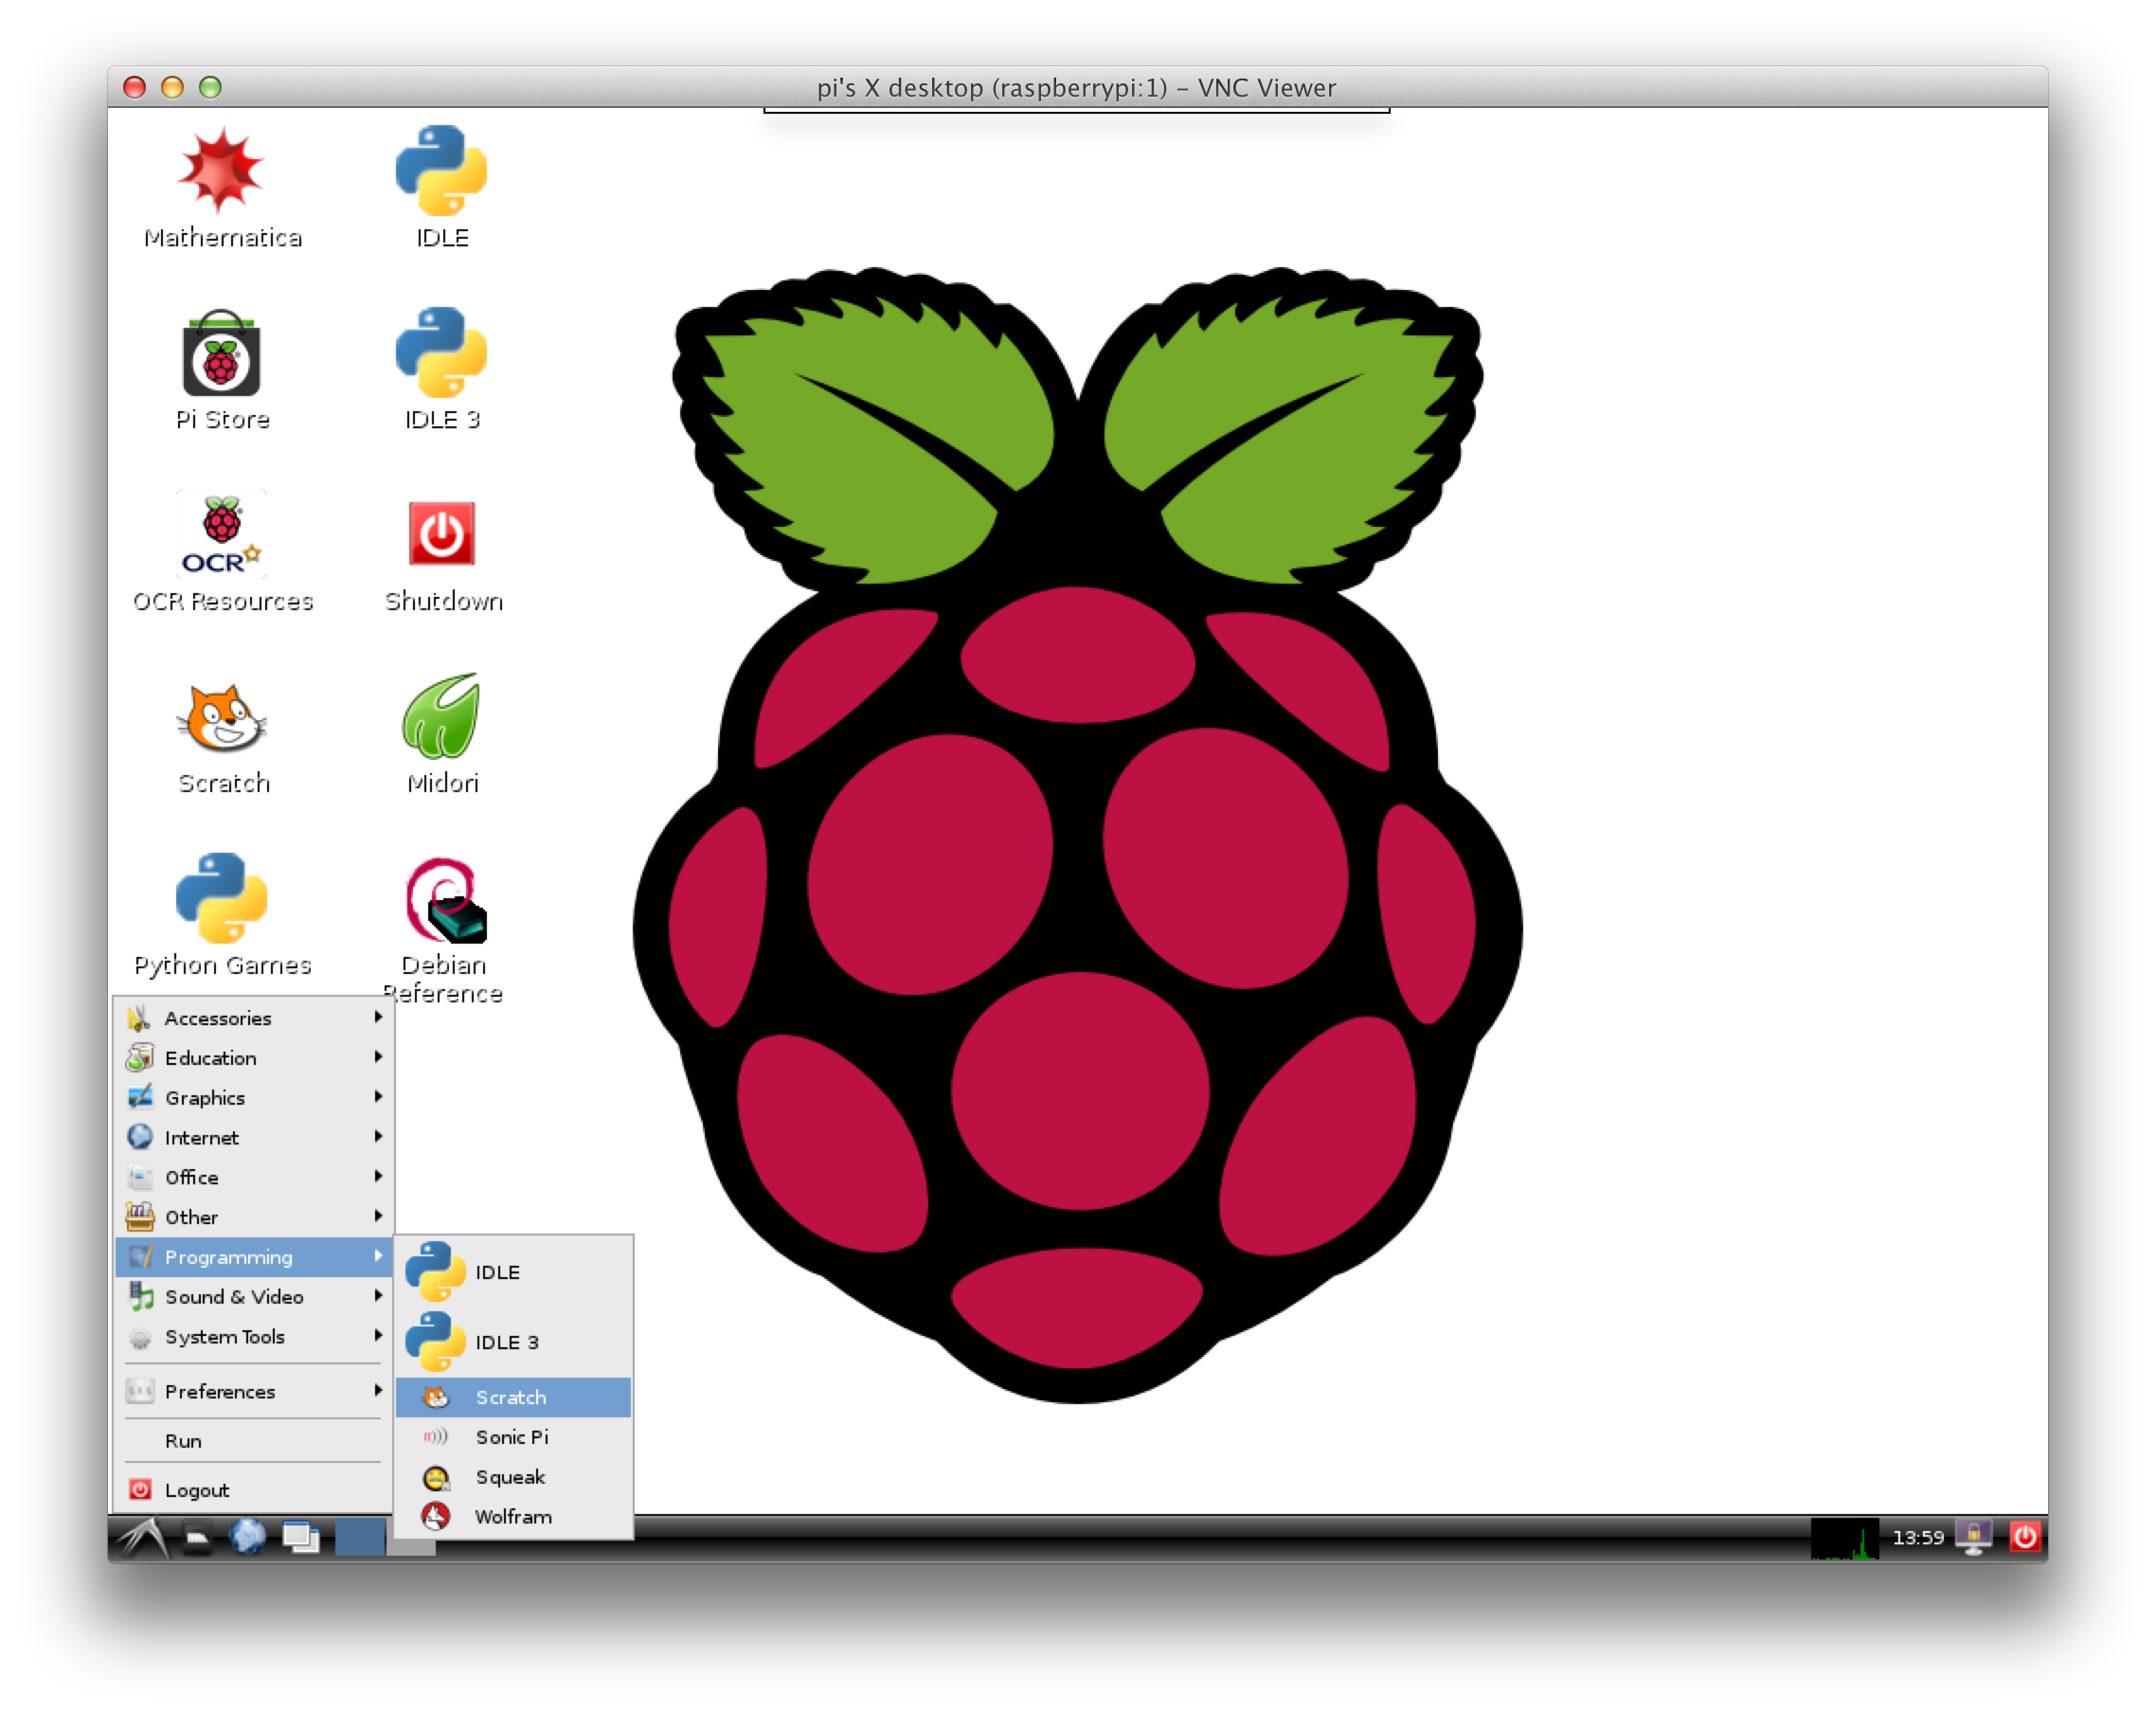 pi's X desktop (raspberrypi:1) – VNC Viewer
Mathematica
IDLE
Pi Store
IDLE 3
OCR
OCR Resources
Shutdown
Scratch
Midori
Python Games
Debian
Reference
Accessories
Education
Graphics
Internet
Office
Other
Programming
Sound & Video
System Tools
Preferences
Run
Logout
IDLE
IDLE 3
Scratch
Sonic Pi
Squeak
Wolfram
13:59